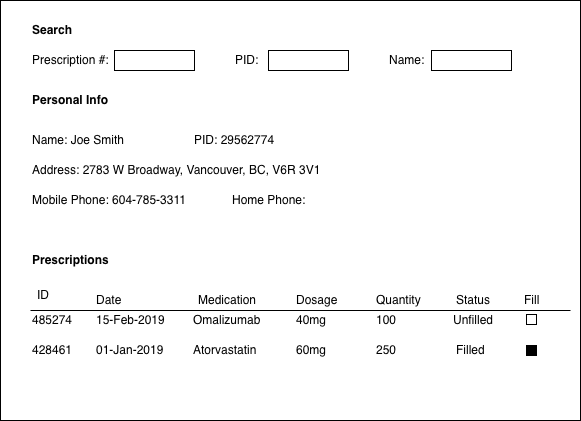 Search
Prescription #: PID: Name:
Personal Info
Name: Joe Smith PID: 29562774
Address: 2783 W Broadway, Vancouver, BC, V6R 3V1
Mobile Phone: 604-785-3311 Home Phone:
Prescriptions
ID Date Medication Dosage Quantity Status Fill
485274 15-Feb-2019 Omalizumab 40mg 100 Unfilled
428461 01-Jan-2019 Atorvastatin 60mg 250 Filled